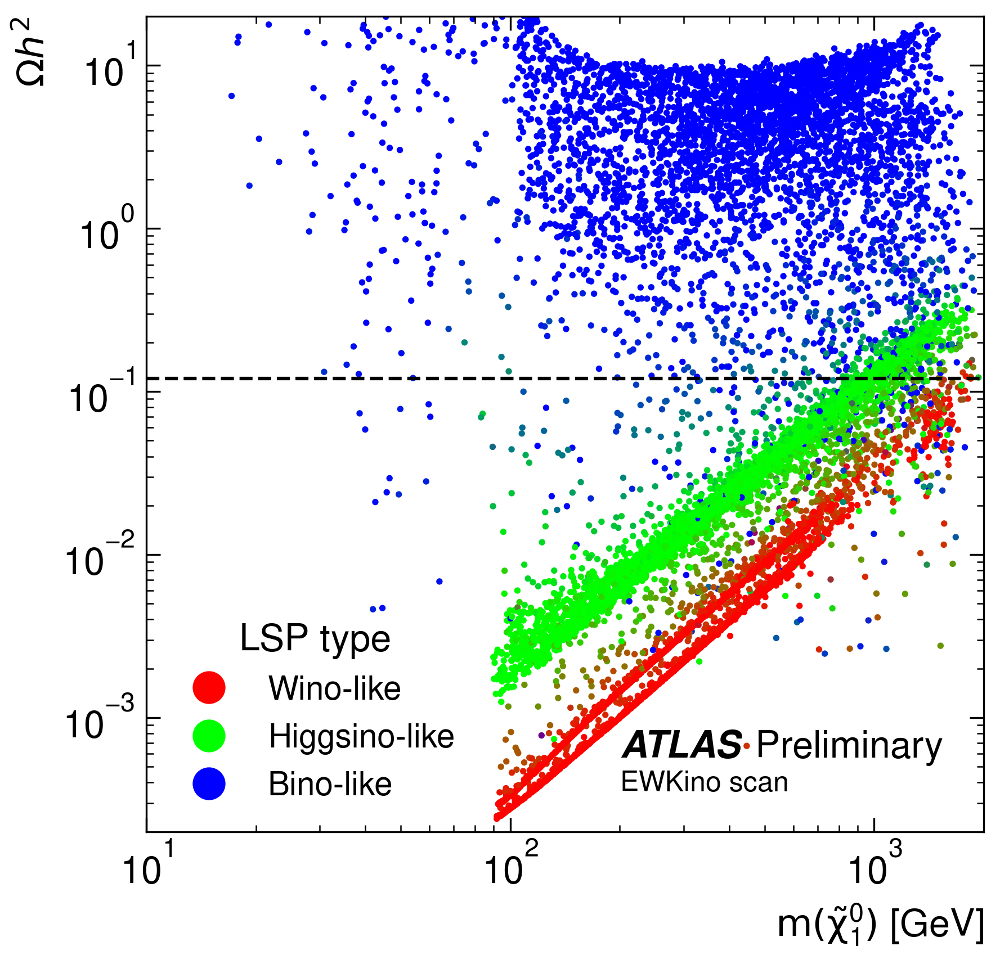 Ωh²
10¹
10⁰
10⁻¹
10⁻²
10⁻³
LSP type
Wino-like
Higgsino-like
Bino-like
ATLAS Preliminary
EWKino scan
10¹ 10² 10³
m(χ̃⁰₁) [GeV]